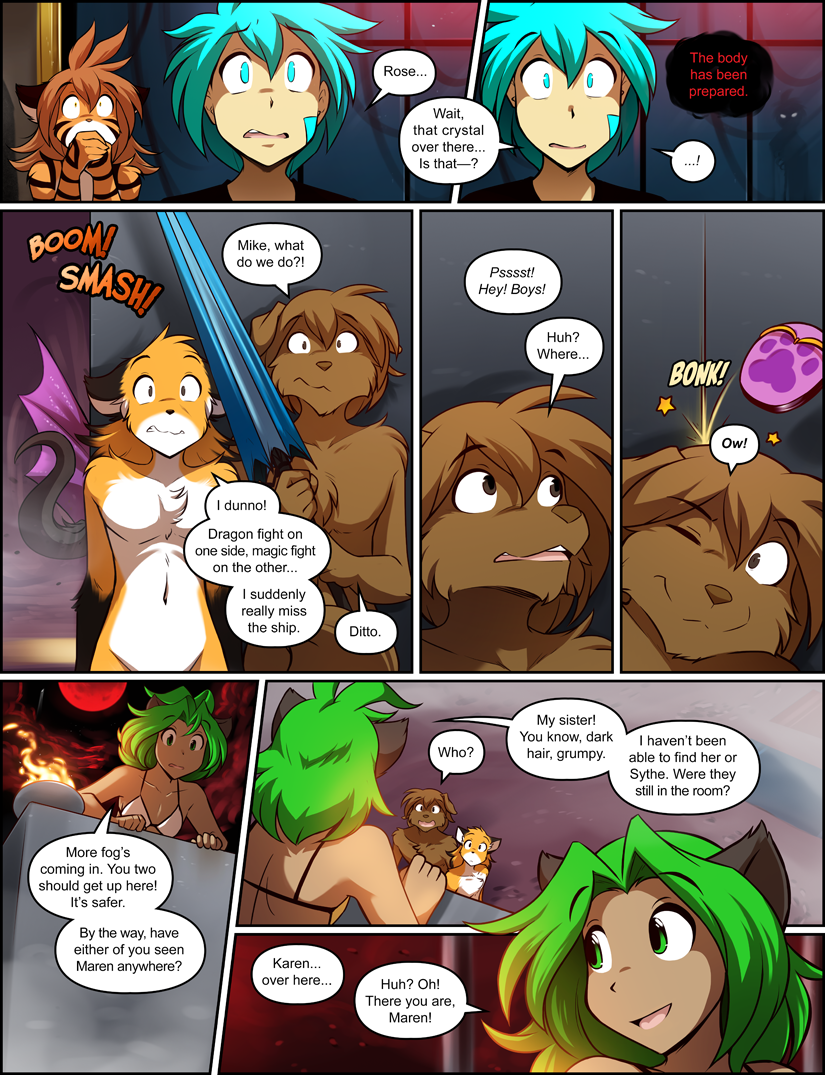 Rose...
Wait,
that crystal
over there...
Is that—?
The body
has been
prepared.
...!
BOOM!
SMASH!
Mike, what
do we do?!
I dunno!
Dragon fight on
one side, magic fight
on the other...
I suddenly
really miss
the ship.
Ditto.
Psssst!
Hey! Boys!
Huh?
Where...
BONK!
Ow!
More fog's
coming in. You two
should get up here!
It's safer.
By the way, have
either of you seen
Maren anywhere?
Who?
My sister!
You know, dark
hair, grumpy.
I haven't been
able to find her or
Sythe. Were they
still in the room?
Karen...
over here...
Huh? Oh!
There you are,
Maren!